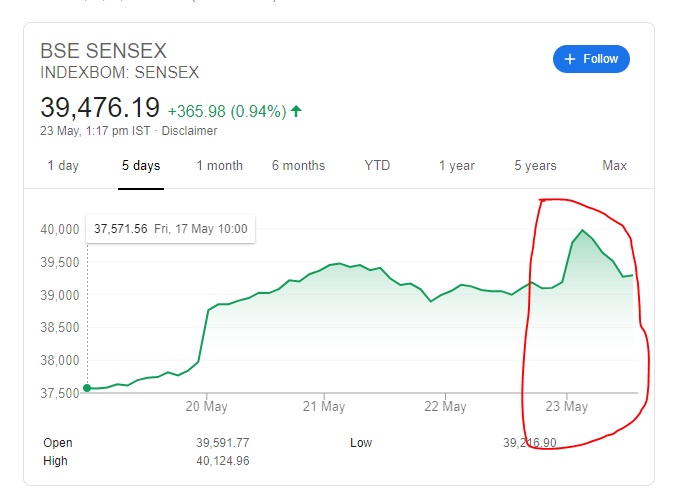 BSE SENSEX
INDEXBOM: SENSEX
+ Follow
39,476.19 +365.98 (0.94%)
23 May, 1:17 pm IST · Disclaimer
1 day 5 days 1 month 6 months YTD 1 year 5 years Max
37,571.56 Fri, 17 May 10:00
40,000
39,500
39,000
38,500
38,000
37,500
20 May 21 May 22 May 23 May
Open 39,591.77 Low 39,216.90
High 40,124.96